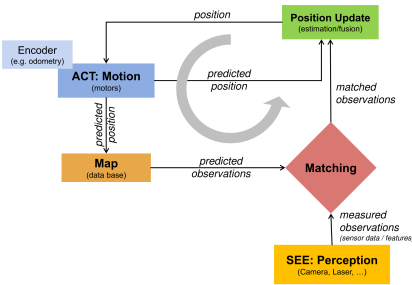 position
Position Update
(estimation/fusion)
Encoder
(e.g. odometry)
ACT: Motion
(motors)
predicted
position
matched
observations
predicted
position
Map
(data base)
predicted
observations
Matching
measured
observations
(sensor data / features)
SEE: Perception
(Camera, Laser, ...)